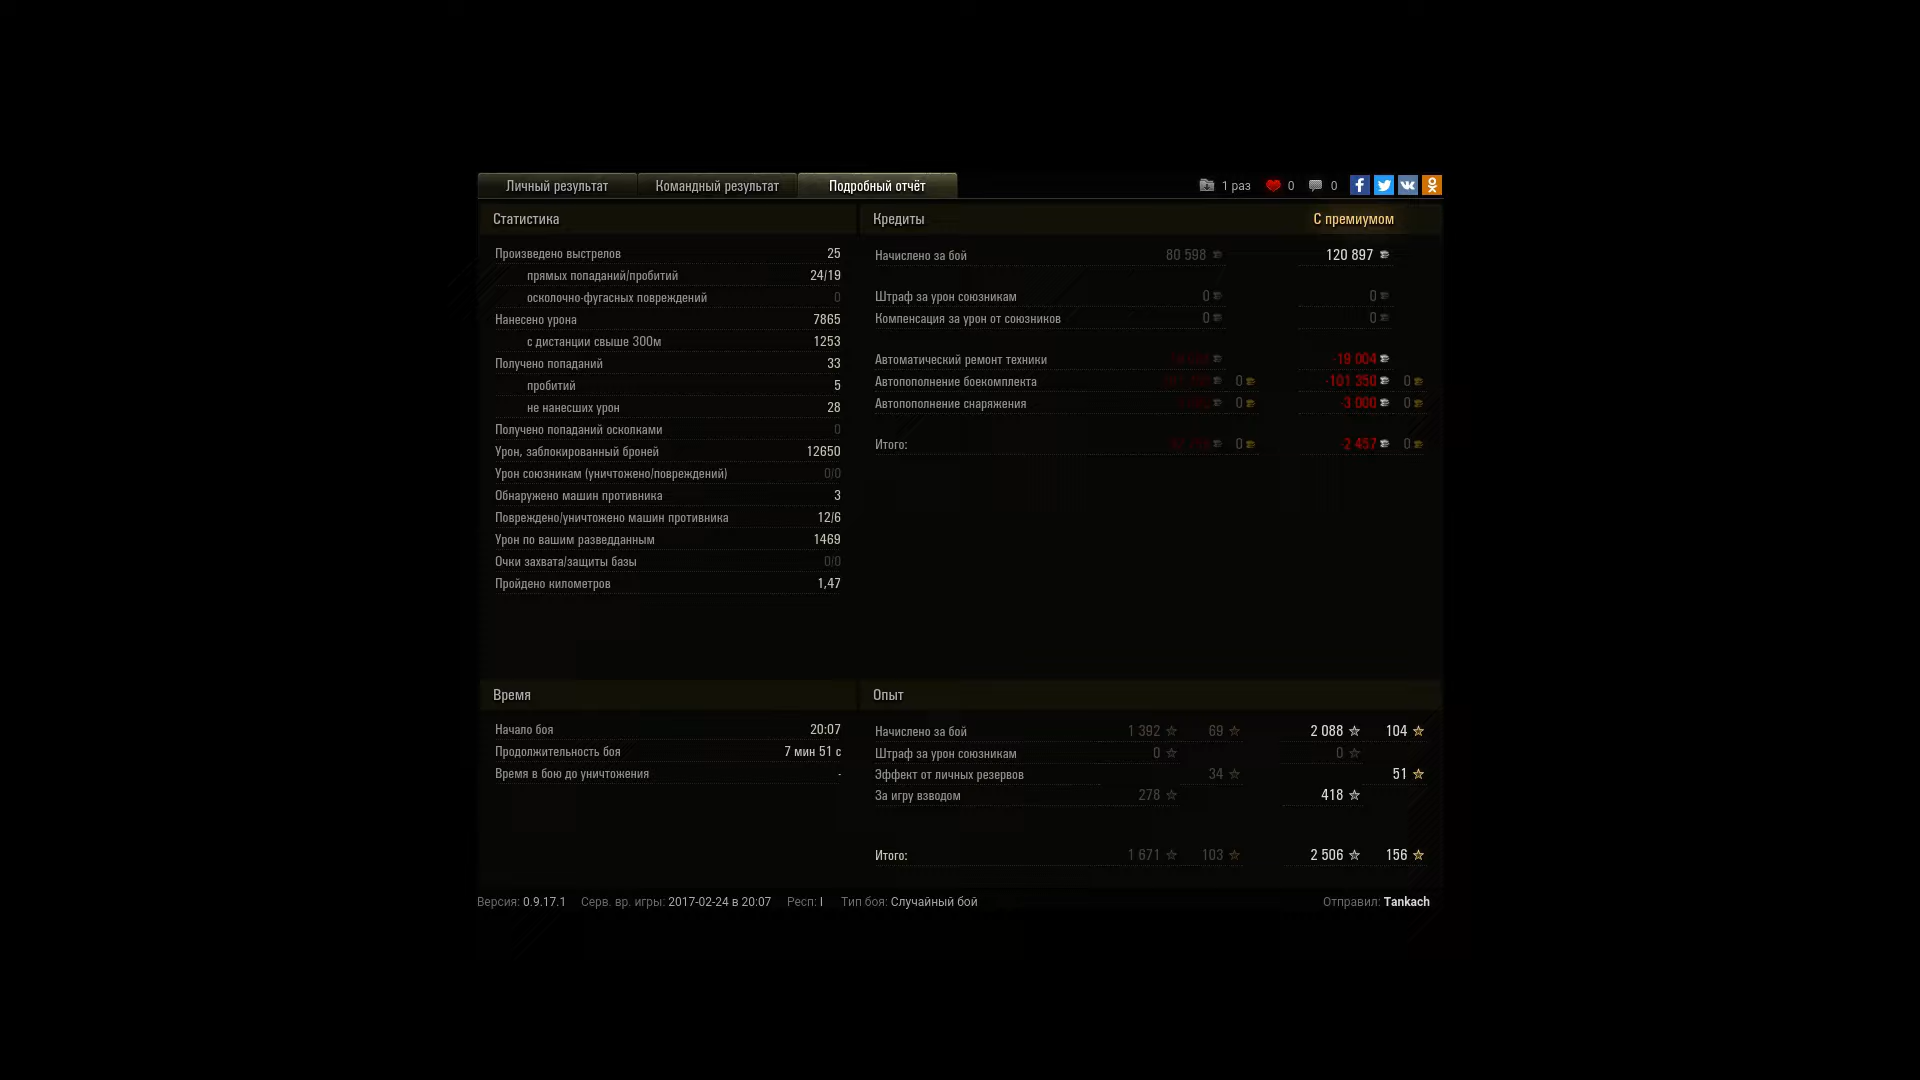 Личный результат Командный результат Подробный отчёт 1 раз 0 0
Статистика
Произведено выстрелов 25
прямых попаданий/пробитий 24/19
осколочно-фугасных повреждений 0
Нанесено урона 7865
с дистанции свыше 300м 1253
Получено попаданий 33
пробитий 5
не нанесших урон 28
Получено попаданий осколками 0
Урон, заблокированный броней 12650
Урон союзникам (уничтожено/повреждений) 0/0
Обнаружено машин противника 3
Повреждено/уничтожено машин противника 12/6
Урон по вашим разведданным 1469
Очки захвата/защиты базы 0/0
Пройдено километров 1,47
Кредиты С премиумом
Начислено за бой 80 598 120 897
Штраф за урон союзникам 0 0
Компенсация за урон от союзников 0 0
Автоматический ремонт техники -19 004
Автопополнение боекомплекта 0 -101 350 0
Автопополнение снаряжения 0 -3 000 0
Итого: 0 -2 457 0
Время
Начало боя 20:07
Продолжительность боя 7 мин 51 с
Время в бою до уничтожения -
Опыт
Начислено за бой 1 392 69 2 088 104
Штраф за урон союзникам 0 0
Эффект от личных резервов 34 51
За игру взводом 278 418
Итого: 1 671 103 2 506 156
Версия: 0.9.17.1 Серв. вр. игры: 2017-02-24 в 20:07 Респ: I Тип боя: Случайный бой Отправил: Tankach